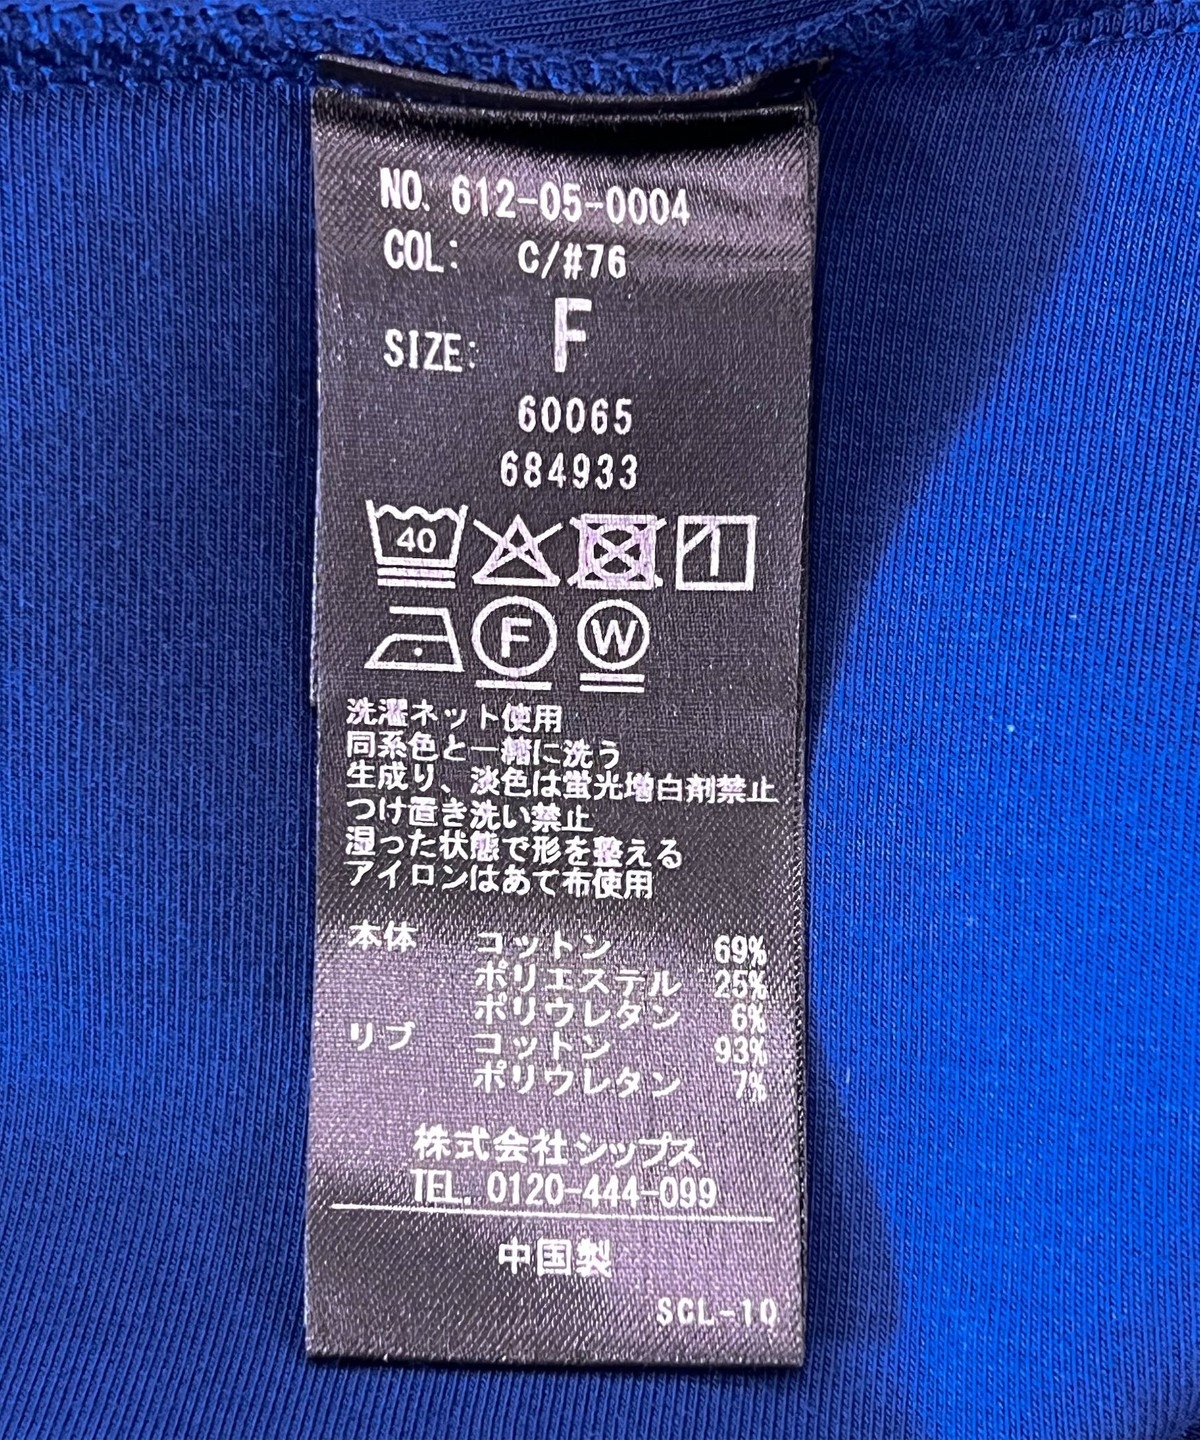 NO. 612-05-0004
COL: C/#76
SIZE: F
60065
684933
40
F W
洗濯ネット使用
同系色と一緒に洗う
生成り、淡色は蛍光増白剤禁止
つけ置き洗い禁止
湿った状態で形を整える
アイロンはあて布使用
本体 コットン 69%
ポリエステル 25%
ポリウレタン 6%
リブ コットン 93%
ポリウレタン 7%
株式会社シップス
TEL. 0120-444-099
中国製
SCL-10